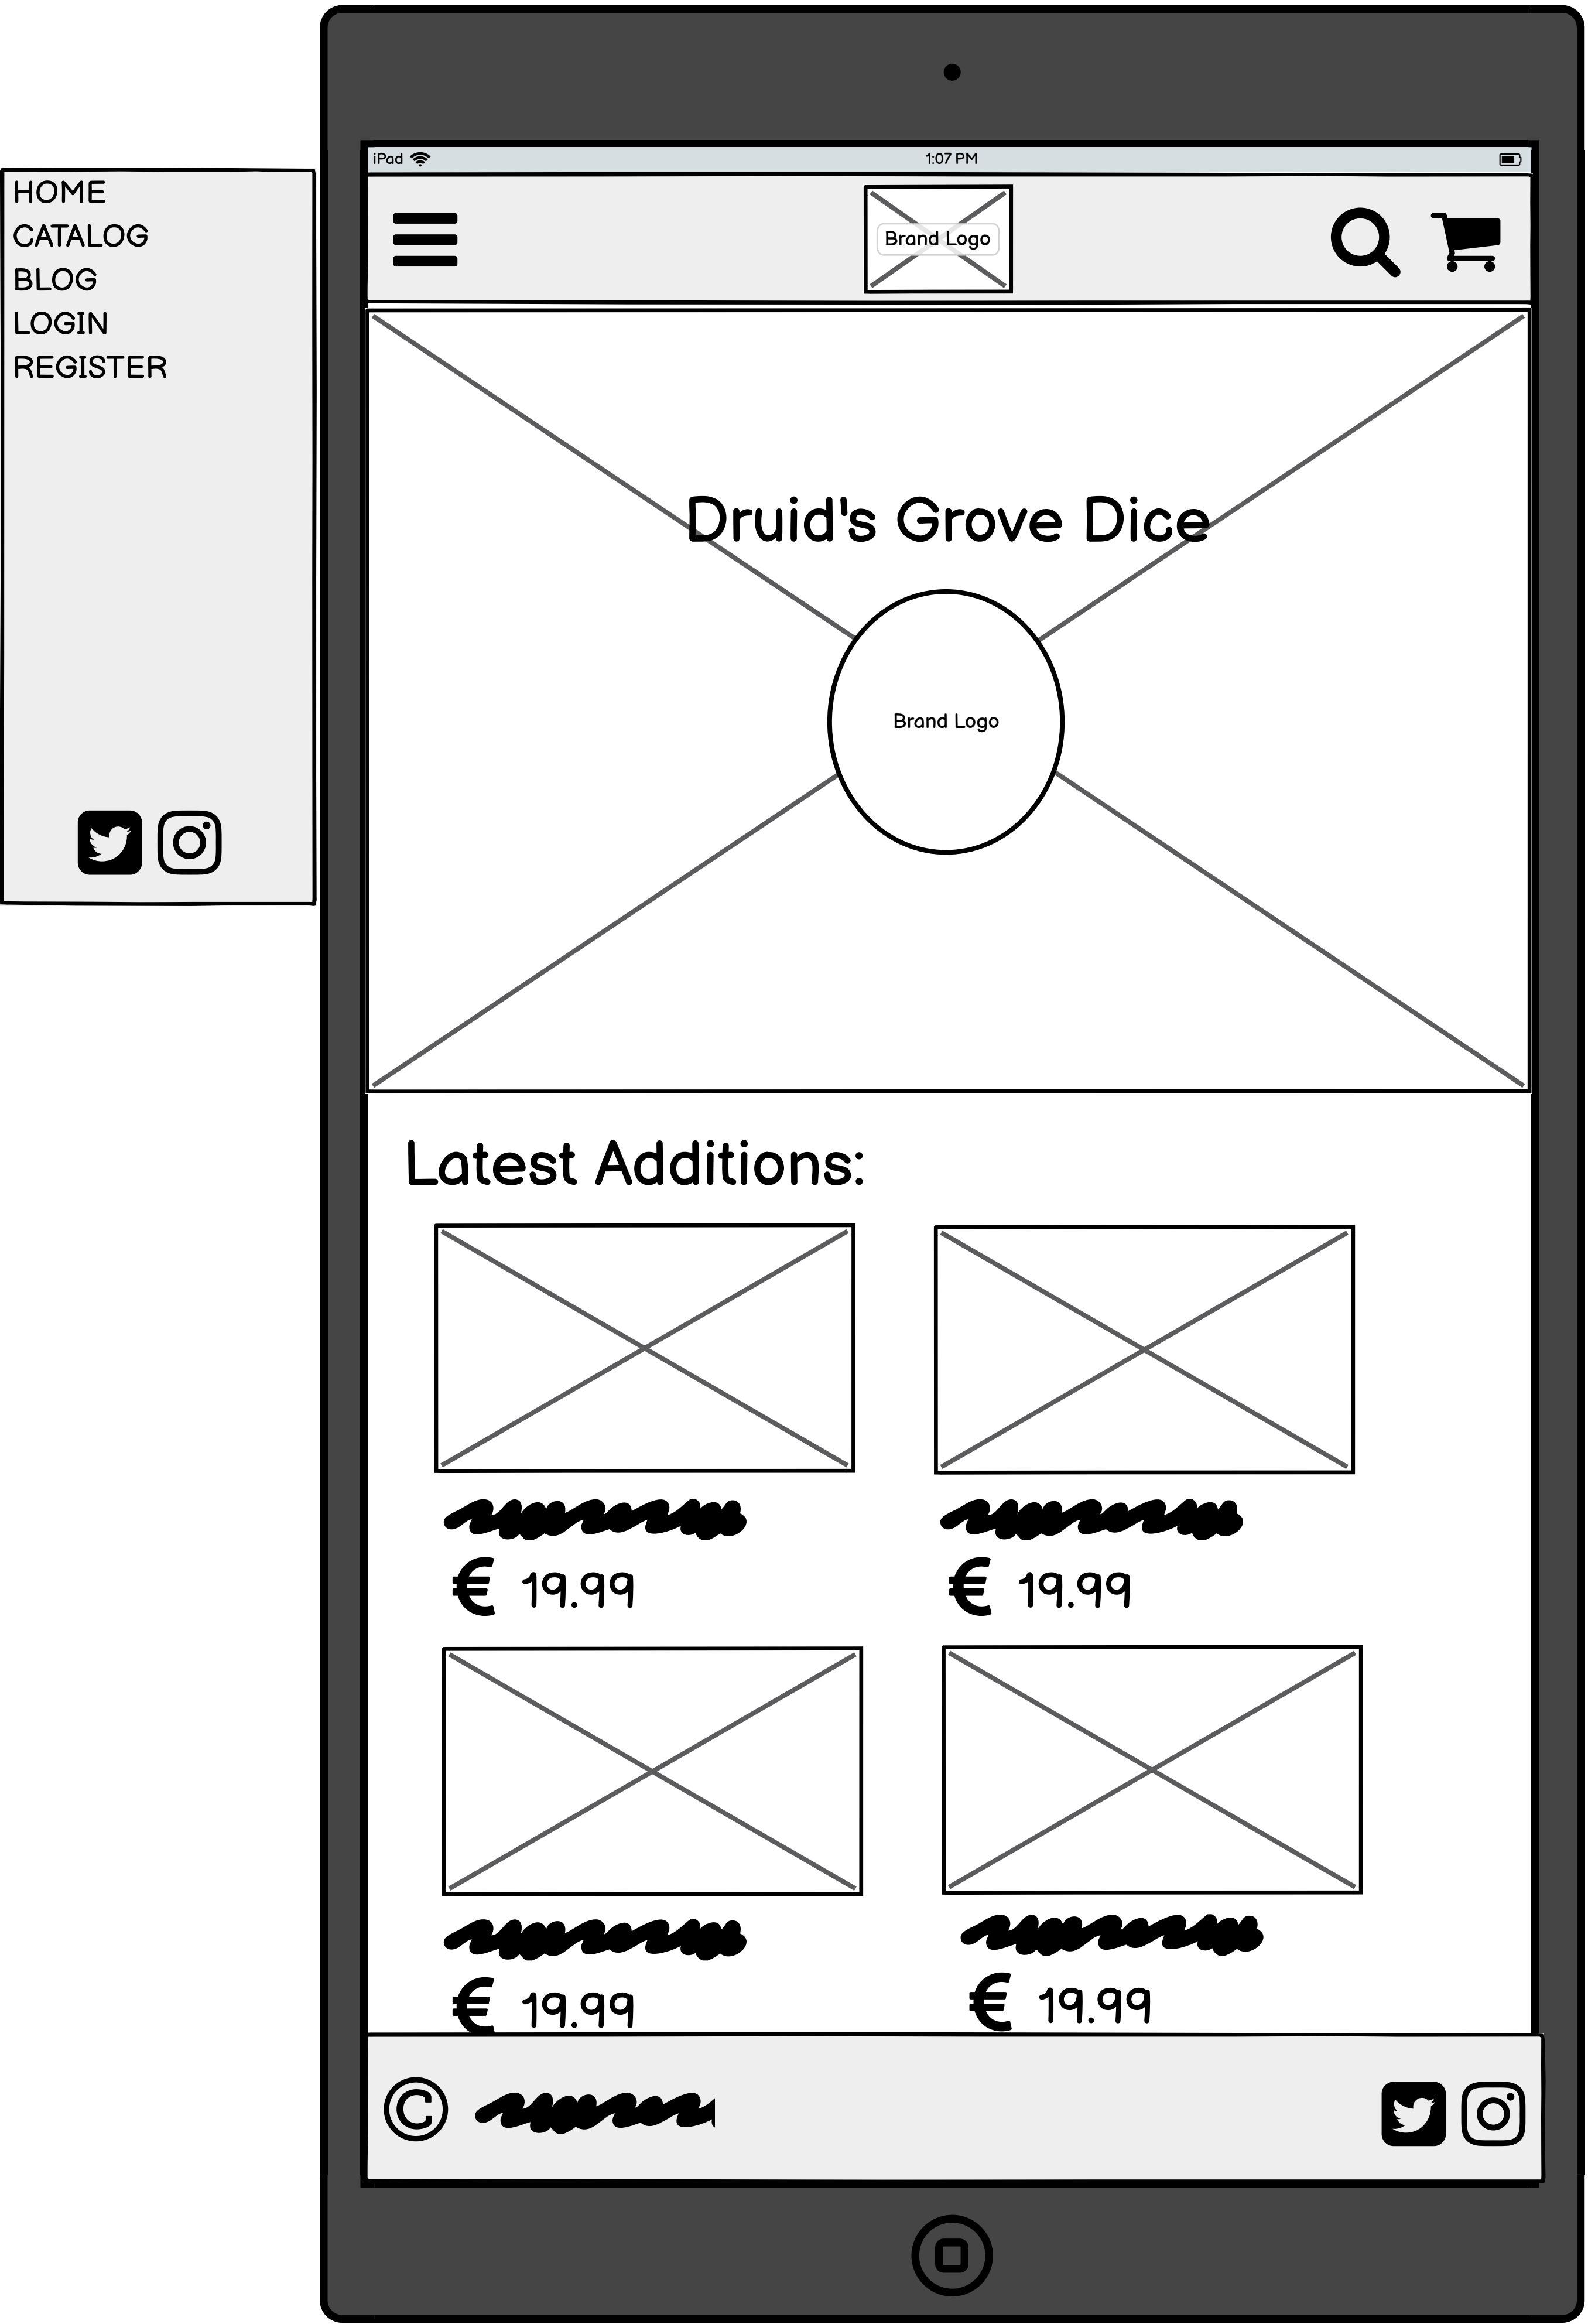 iPad 1:07 PM
HOME
CATALOG
BLOG
LOGIN
REGISTER
Brand Logo
Druid's Grove Dice
Brand Logo
Latest Additions:
€ 19.99
€ 19.99
€ 19.99
€ 19.99
©